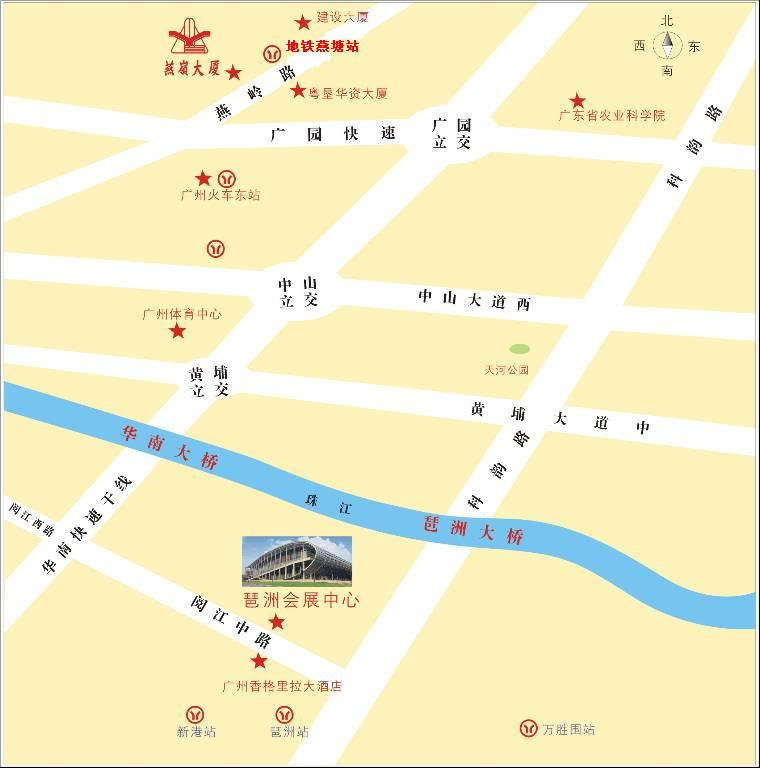 建设大厦
北
西
东
南
地铁燕塘站
燕嶺大厦
燕岭路
粤垦华资大厦
广东省农业科学院
科韵路
广园快速
广园
立交
广州火车东站
中山
立交
中山大道西
广州体育中心
天河公园
黄埔
立交
黄埔大道中
华南大桥
科韵路
珠江
琶洲大桥
华南快速干线
阅江西路
琶洲会展中心
阅江中路
广州香格里拉大酒店
新港站
琶洲站
万胜围站